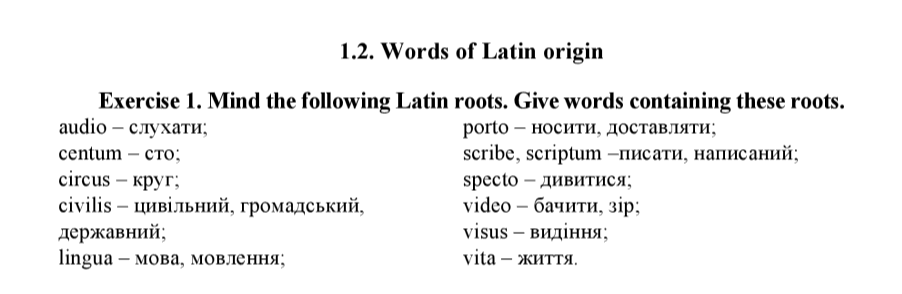 1.2. Words of Latin origin
Exercise 1. Mind the following Latin roots. Give words containing these roots.
audio – слухати;
centum – сто;
circus – круг;
civilis – цивільний, громадський,
державний;
lingua – мова, мовлення;
porto – носити, доставляти;
scribe, scriptum –писати, написаний;
specto – дивитися;
video – бачити, зір;
visus – видіння;
vita – життя.